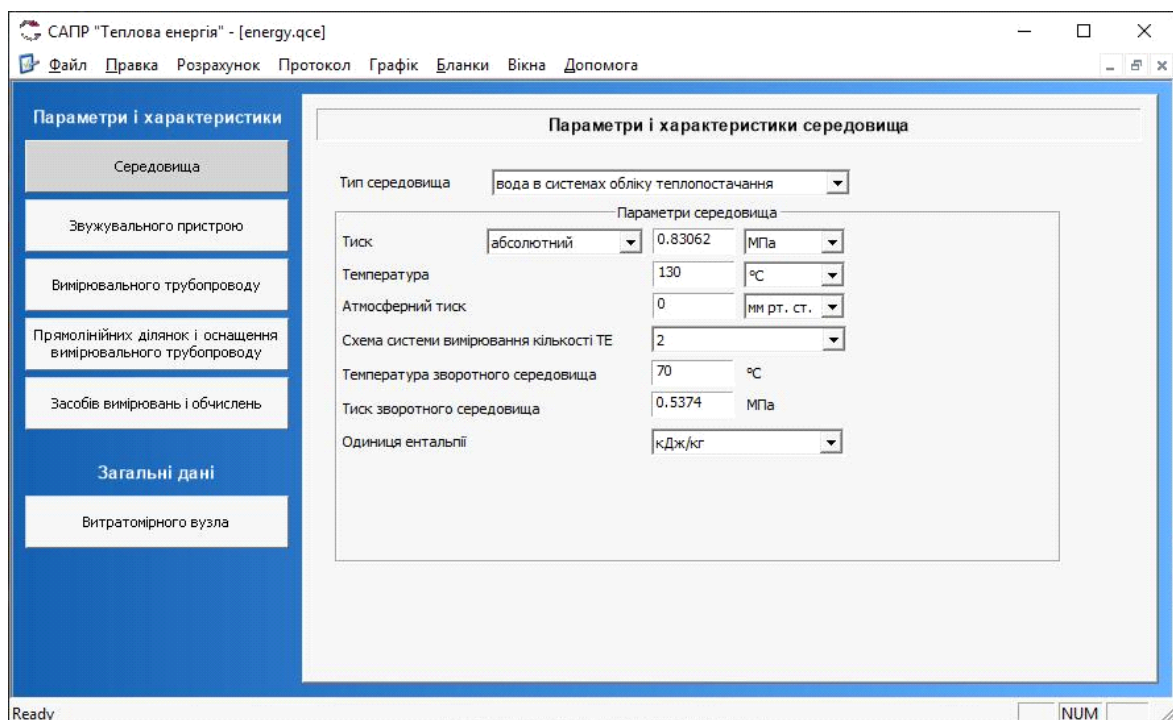 САПР "Теплова енергія" - [energy.qce]
Файл Правка Розрахунок Протокол Графік Бланки Вікна Допомога
Параметри і характеристики
Середовища
Звужувального пристрою
Вимірювального трубопроводу
Прямолінійних ділянок і оснащення
вимірювального трубопроводу
Засобів вимірювань і обчислень
Загальні дані
Витратомірного вузла
Параметри і характеристики середовища
Тип середовища вода в системах обліку теплопостачання
Параметри середовища
Тиск абсолютний 0.83062 МПа
Температура 130 °C
Атмосферний тиск 0 мм рт. ст.
Схема системи вимірювання кількості ТЕ 2
Температура зворотного середовища 70 °C
Тиск зворотного середовища 0.5374 МПа
Одиниця ентальпії кДж/кг
Ready NUM